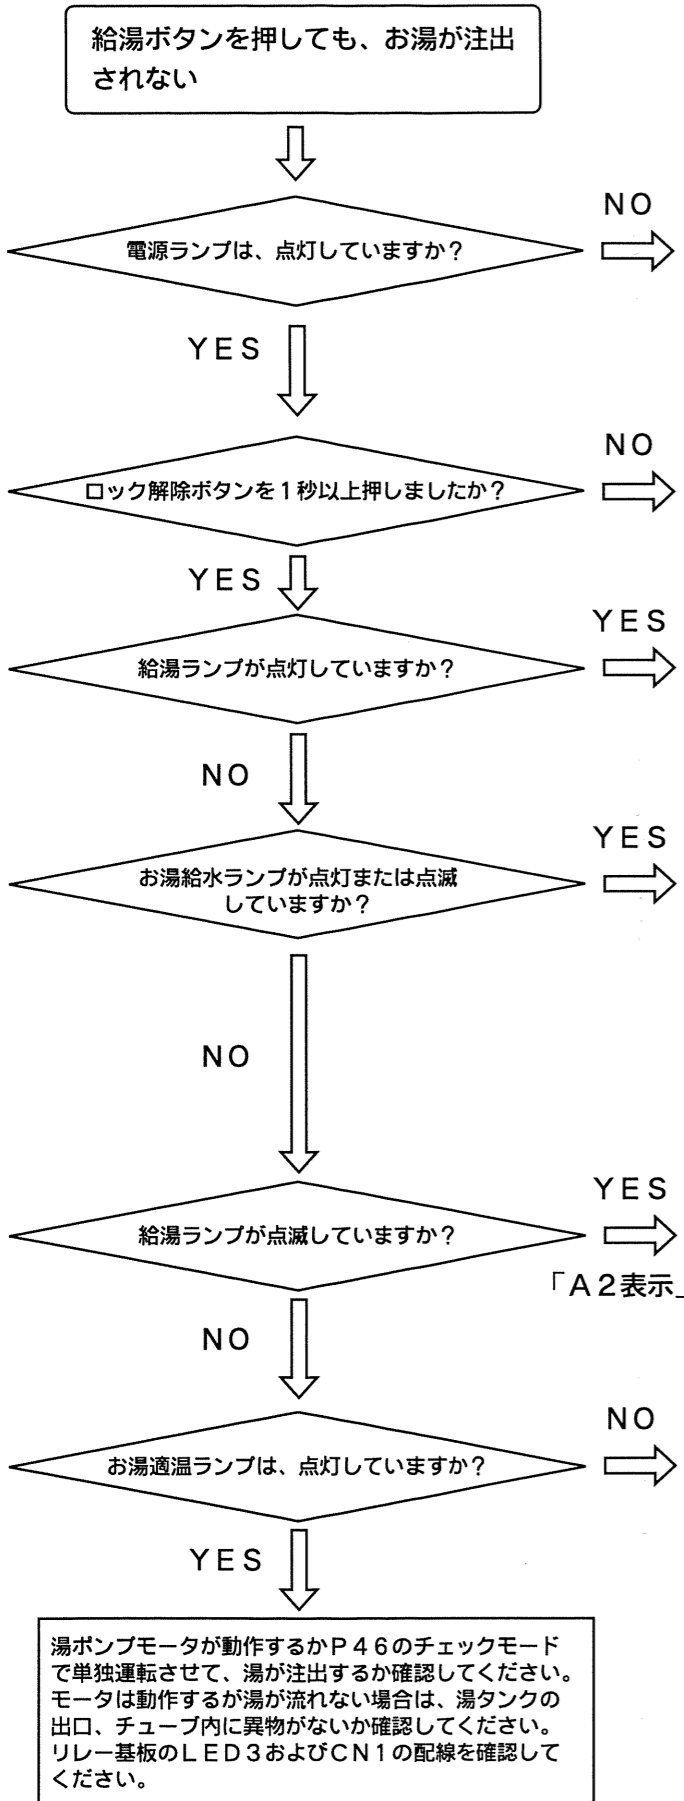 給湯ボタンを押しても、お湯が注出
されない
NO
電源ランプは、点灯していますか？
YES
NO
ロック解除ボタンを１秒以上押しましたか？
YES
YES
給湯ランプが点灯していますか？
NO
YES
お湯給水ランプが点灯または点滅
していますか？
NO
YES
給湯ランプが点滅していますか？
「Ａ２表示」
NO
NO
お湯適温ランプは、点灯していますか？
YES
湯ポンプモータが動作するかＰ４６のチェックモード
で単独運転させて、湯が注出するか確認してください。
モータは動作するが湯が流れない場合は、湯タンクの
出口、チューブ内に異物がないか確認してください。
リレー基板のＬＥＤ３およびＣＮ１の配線を確認して
ください。